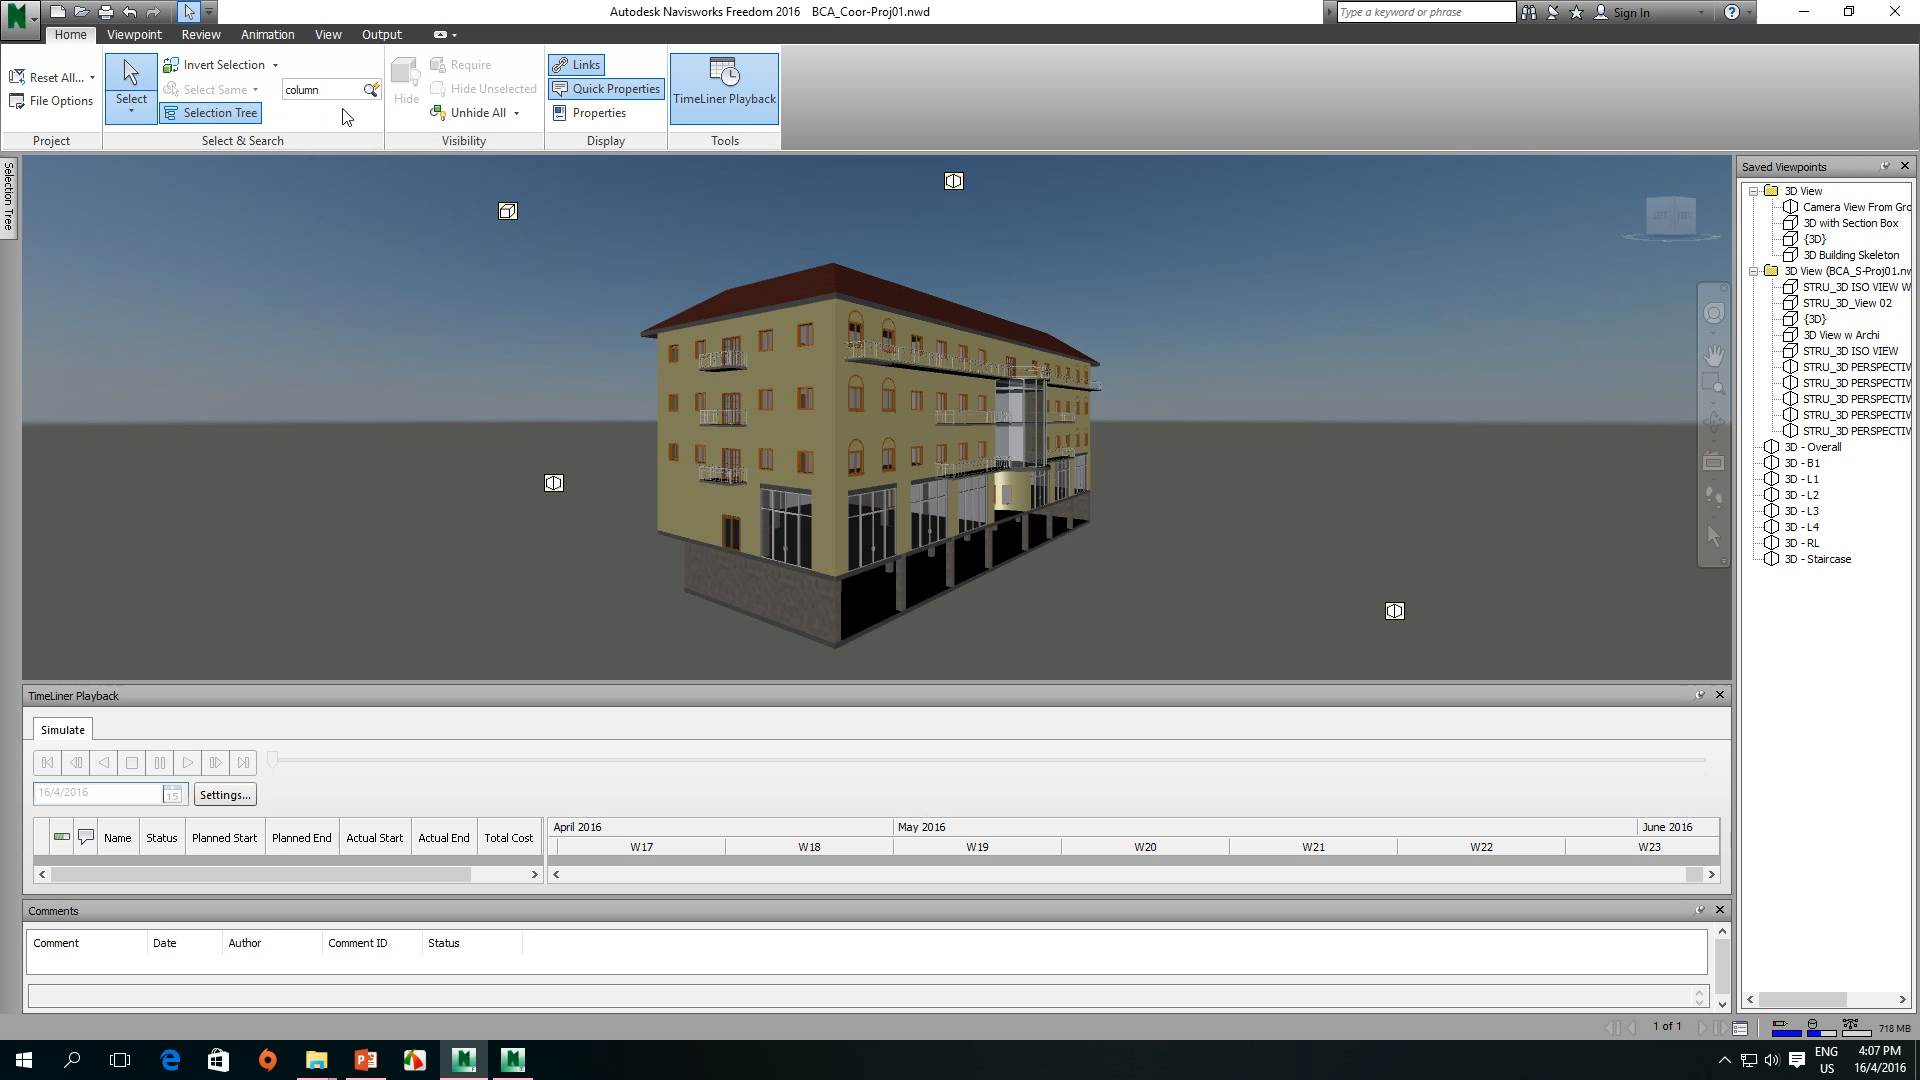 Autodesk Navisworks Freedom 2016 BCA_Coor-Proj01.nwd
Type a keyword or phrase
Sign In
Home Viewpoint Review Animation View Output
Reset All...
File Options
Project
Select
Invert Selection
Select Same
Selection Tree
column
Select & Search
Hide
Require
Hide Unselected
Unhide All
Visibility
Links
Quick Properties
Properties
Display
TimeLiner Playback
Tools
Selection Tree
LEFT
Saved Viewpoints
3D View
Camera View From Gro
3D with Section Box
{3D}
3D Building Skeleton
3D View (BCA_S-Proj01.nw
STRU_3D ISO VIEW W
STRU_3D_View 02
{3D}
3D View w Archi
STRU_3D ISO VIEW
STRU_3D PERSPECTIV
STRU_3D PERSPECTIV
STRU_3D PERSPECTIV
STRU_3D PERSPECTIV
STRU_3D PERSPECTIV
3D - Overall
3D - B1
3D - L1
3D - L2
3D - L3
3D - L4
3D - RL
3D - Staircase
TimeLiner Playback
Simulate
16/4/2016
15
Settings...
Name Status Planned Start Planned End Actual Start Actual End Total Cost
April 2016 May 2016 June 2016
W17 W18 W19 W20 W21 W22 W23
Comments
Comment Date Author Comment ID Status
1 of 1
718 MB
ENG
US
4:07 PM
16/4/2016